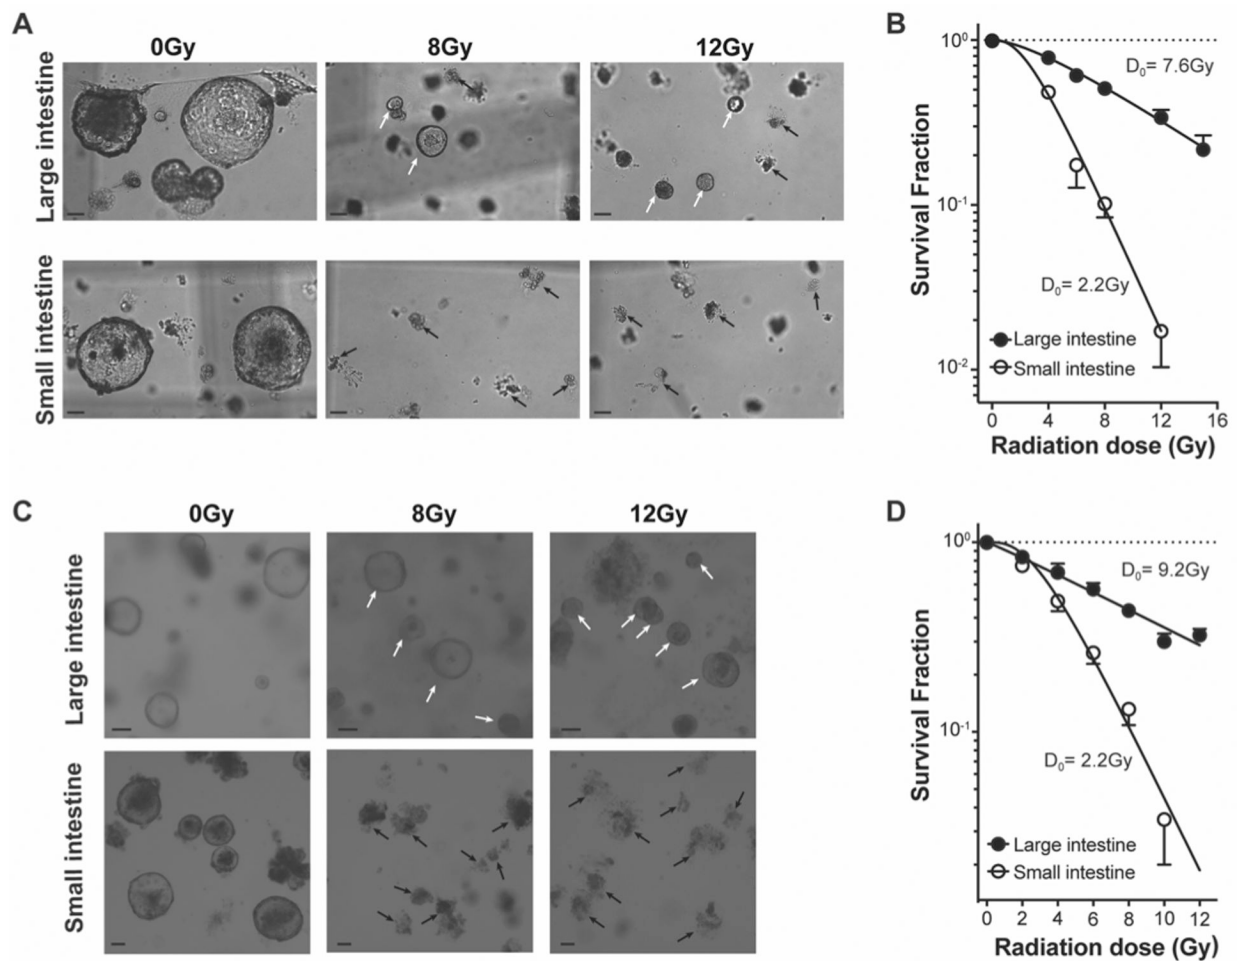 A
0Gy
8Gy
12Gy
Large intestine
Small intestine
B
10⁰
10⁻¹
10⁻²
Survival Fraction
D₀= 7.6Gy
D₀= 2.2Gy
Large intestine
Small intestine
0 4 8 12 16
Radiation dose (Gy)
C
0Gy
8Gy
12Gy
Large intestine
Small intestine
D
10⁰
10⁻¹
Survival Fraction
D₀= 9.2Gy
D₀= 2.2Gy
Large intestine
Small intestine
0 2 4 6 8 10 12
Radiation dose (Gy)